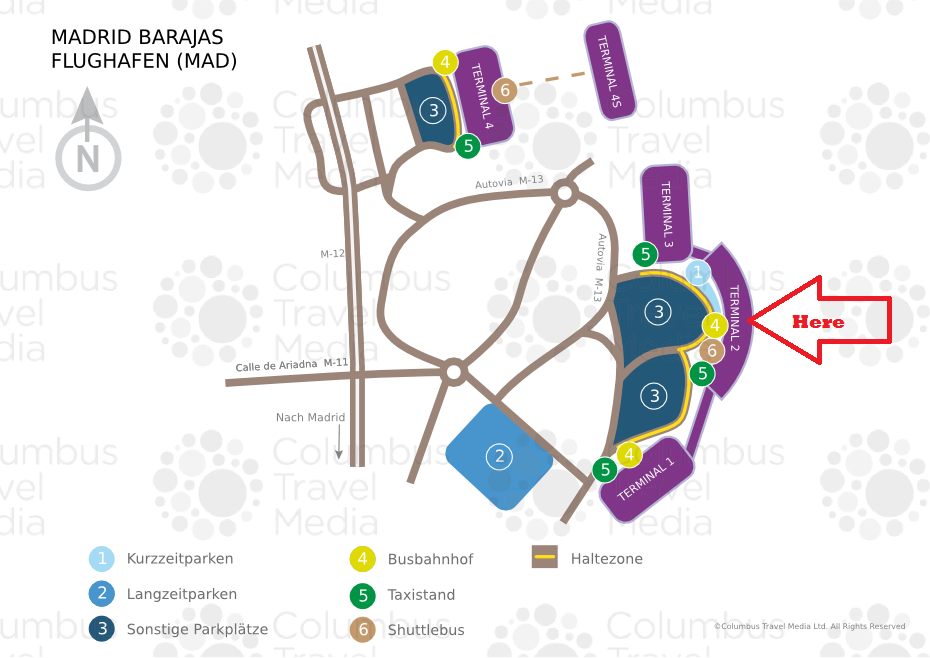 MADRID BARAJAS
FLUGHAFEN (MAD)
N
4
TERMINAL 4
6
3
5
TERMINAL 4S
Autovia M-13
TERMINAL 3
M-12
Autovia M-13
5
1
3
TERMINAL 2
Here
4
6
5
Calle de Ariadna M-11
3
Nach Madrid
2
5
4
TERMINAL 1
1 Kurzzeitparken
2 Langzeitparken
3 Sonstige Parkplätze
4 Busbahnhof
5 Taxistand
6 Shuttlebus
Haltezone
©Columbus Travel Media Ltd. All Rights Reserved
Columbus
Travel
Media